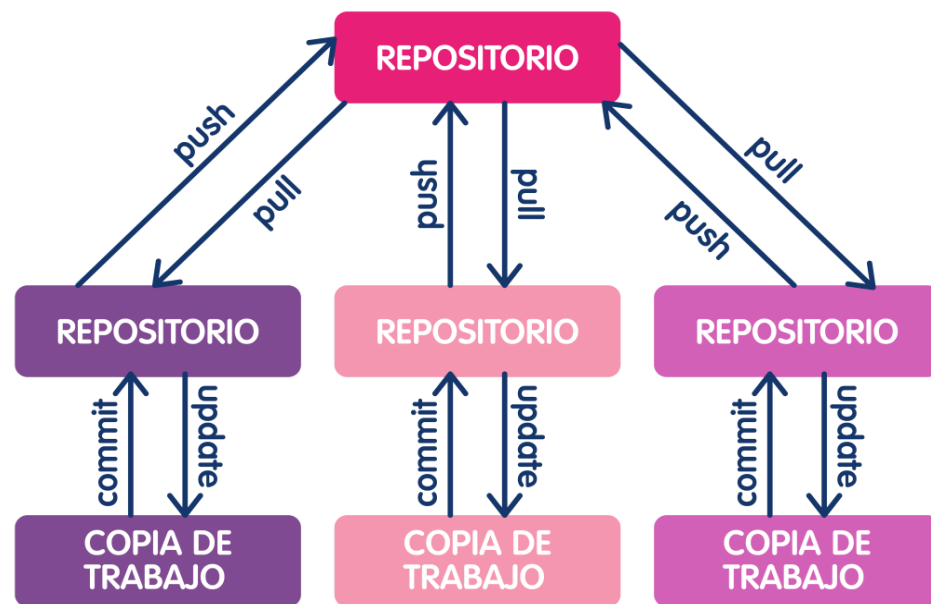 REPOSITORIO
push
pull
push
pull
push
pull
REPOSITORIO
REPOSITORIO
REPOSITORIO
commit
update
commit
update
commit
update
COPIA DE
TRABAJO
COPIA DE
TRABAJO
COPIA DE
TRABAJO